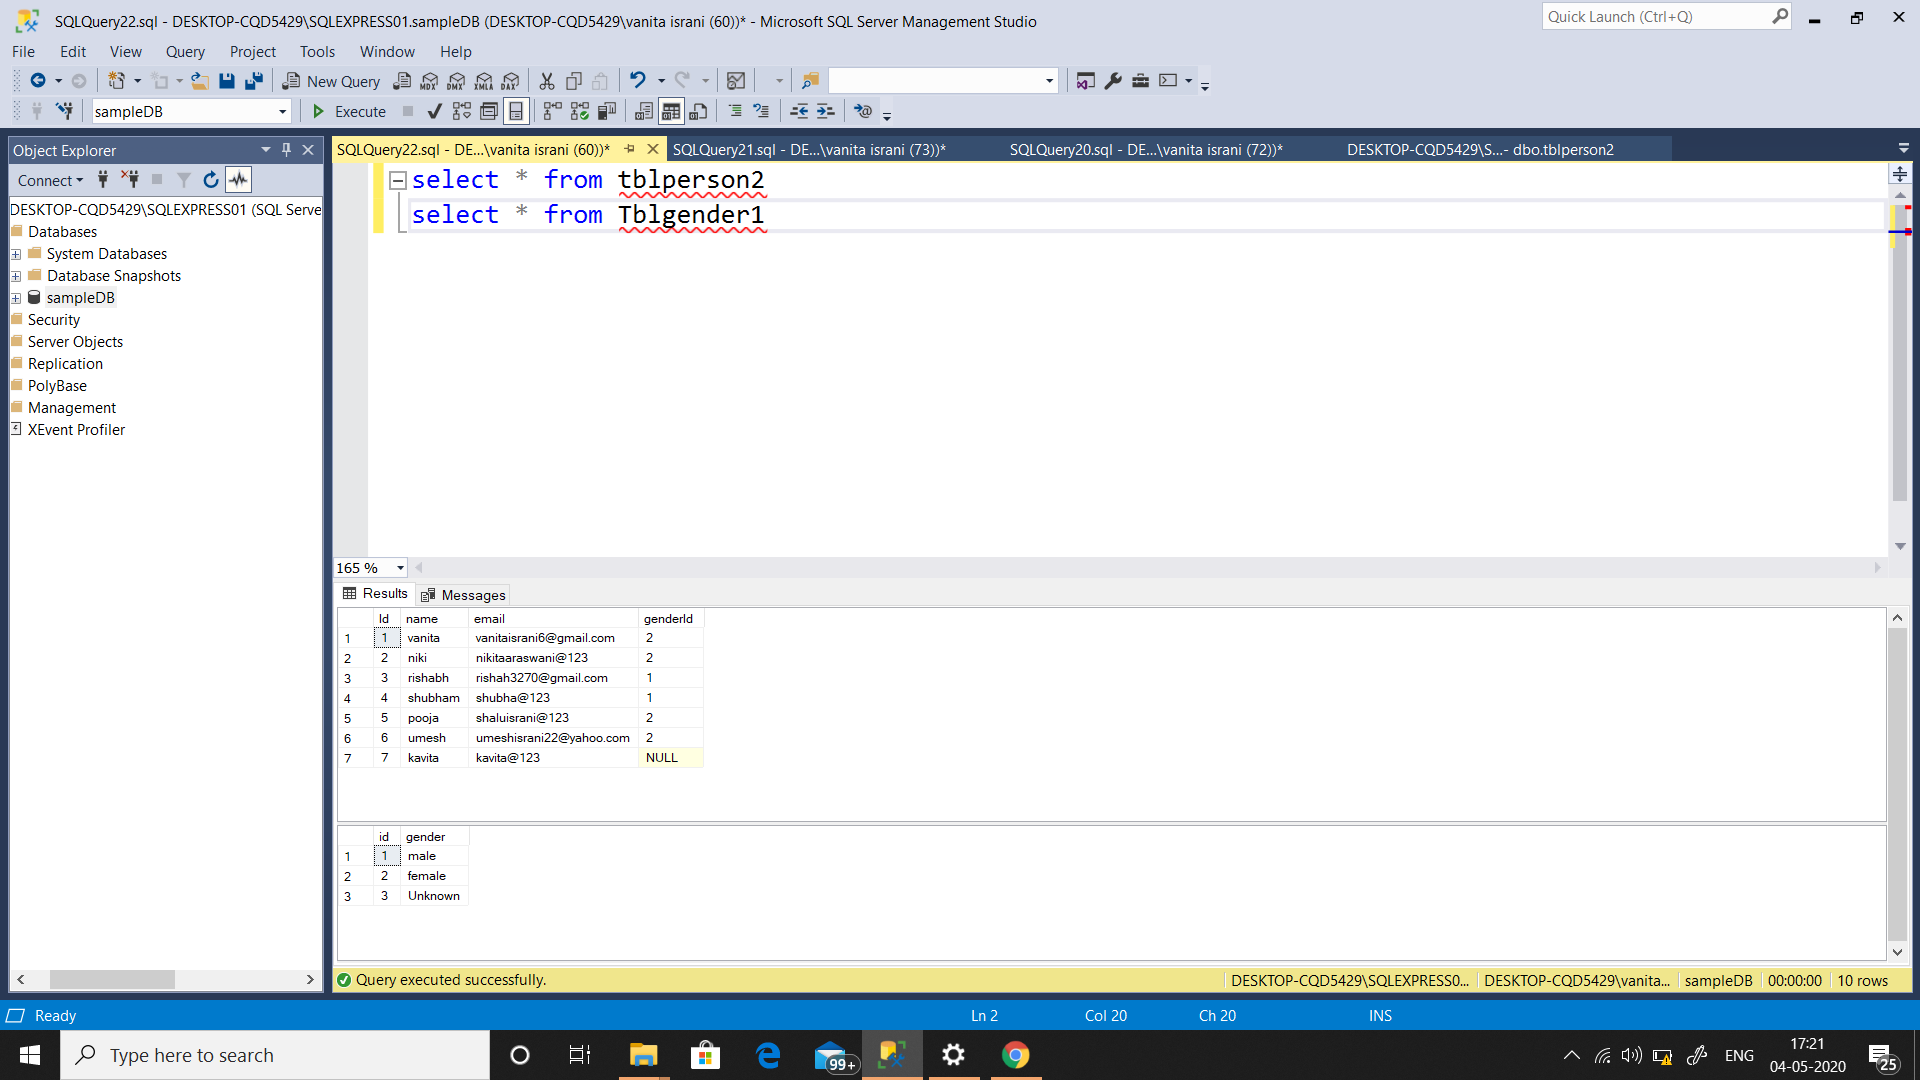 SQLQuery22.sql - DESKTOP-CQD5429\SQLEXPRESS01.sampleDB (DESKTOP-CQD5429\vanita israni (60))* - Microsoft SQL Server Management Studio
Quick Launch (Ctrl+Q)
File Edit View Query Project Tools Window Help
New Query MDX DMX XMLA DAX
sampleDB Execute
Object Explorer
SQLQuery22.sql - DE...\vanita israni (60))* SQLQuery21.sql - DE...\vanita israni (73))* SQLQuery20.sql - DE...\vanita israni (72))* DESKTOP-CQD5429\S...- dbo.tblperson2
Connect
DESKTOP-CQD5429\SQLEXPRESS01 (SQL Serve
Databases
System Databases
Database Snapshots
sampleDB
Security
Server Objects
Replication
PolyBase
Management
XEvent Profiler
select * from tblperson2
select * from Tblgender1
165 %
Results Messages
Id name email genderId
1 1 vanita vanitaisrani6@gmail.com 2
2 2 niki nikitaaraswani@123 2
3 3 rishabh rishah3270@gmail.com 1
4 4 shubham shubha@123 1
5 5 pooja shaluisrani@123 2
6 6 umesh umeshisrani22@yahoo.com 2
7 7 kavita kavita@123 NULL
id gender
1 1 male
2 2 female
3 3 Unknown
Query executed successfully. DESKTOP-CQD5429\SQLEXPRESS0... DESKTOP-CQD5429\vanita... sampleDB 00:00:00 10 rows
Ready Ln 2 Col 20 Ch 20 INS
Type here to search
99+
ENG
17:21
04-05-2020
25